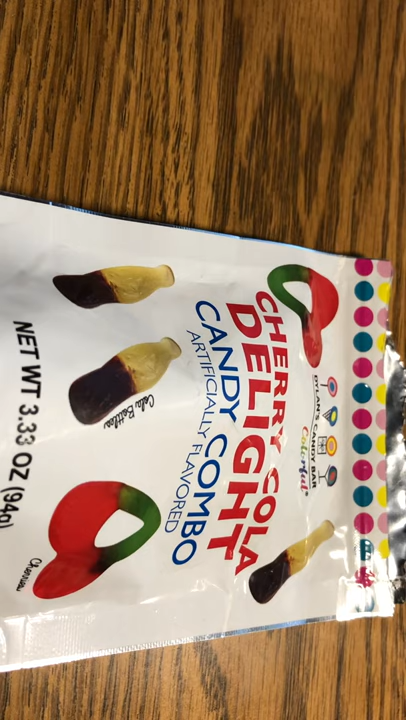 DYLAN'S CANDY BAR
Colorful
CHERRY COLA
DELIGHT
CANDY COMBO
ARTIFICIALLY FLAVORED
Cola Bottles
Cherries
NET WT 3.33 OZ (94g)